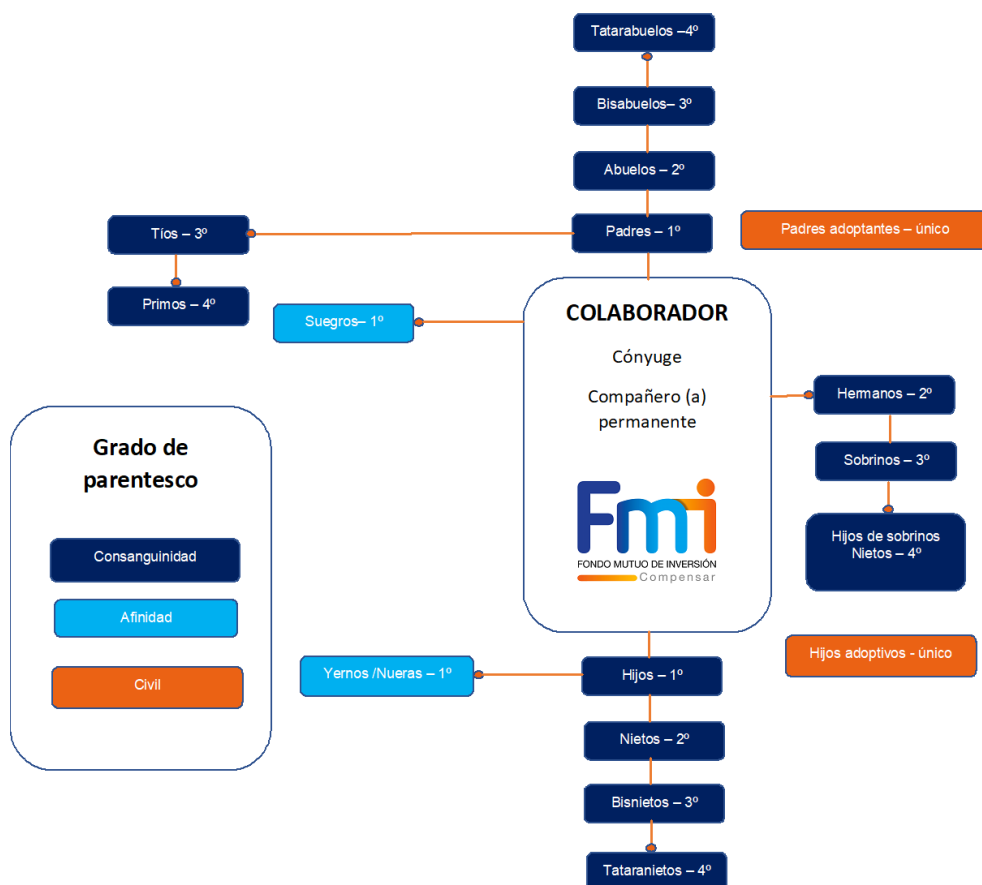 Tatarabuelos –4º
Bisabuelos– 3º
Abuelos – 2º
Tíos – 3º
Padres – 1º
Padres adoptantes – único
Primos – 4º
Suegros– 1º
COLABORADOR
Cónyuge
Compañero (a)
permanente
Hermanos – 2º
Sobrinos – 3º
Hijos de sobrinos
Nietos – 4º
Fmi
FONDO MUTUO DE INVERSIÓN
Compensar
Grado de
parentesco
Consanguinidad
Afinidad
Civil
Hijos adoptivos - único
Yernos /Nueras – 1º
Hijos – 1º
Nietos – 2º
Bisnietos – 3º
Tataranietos – 4º